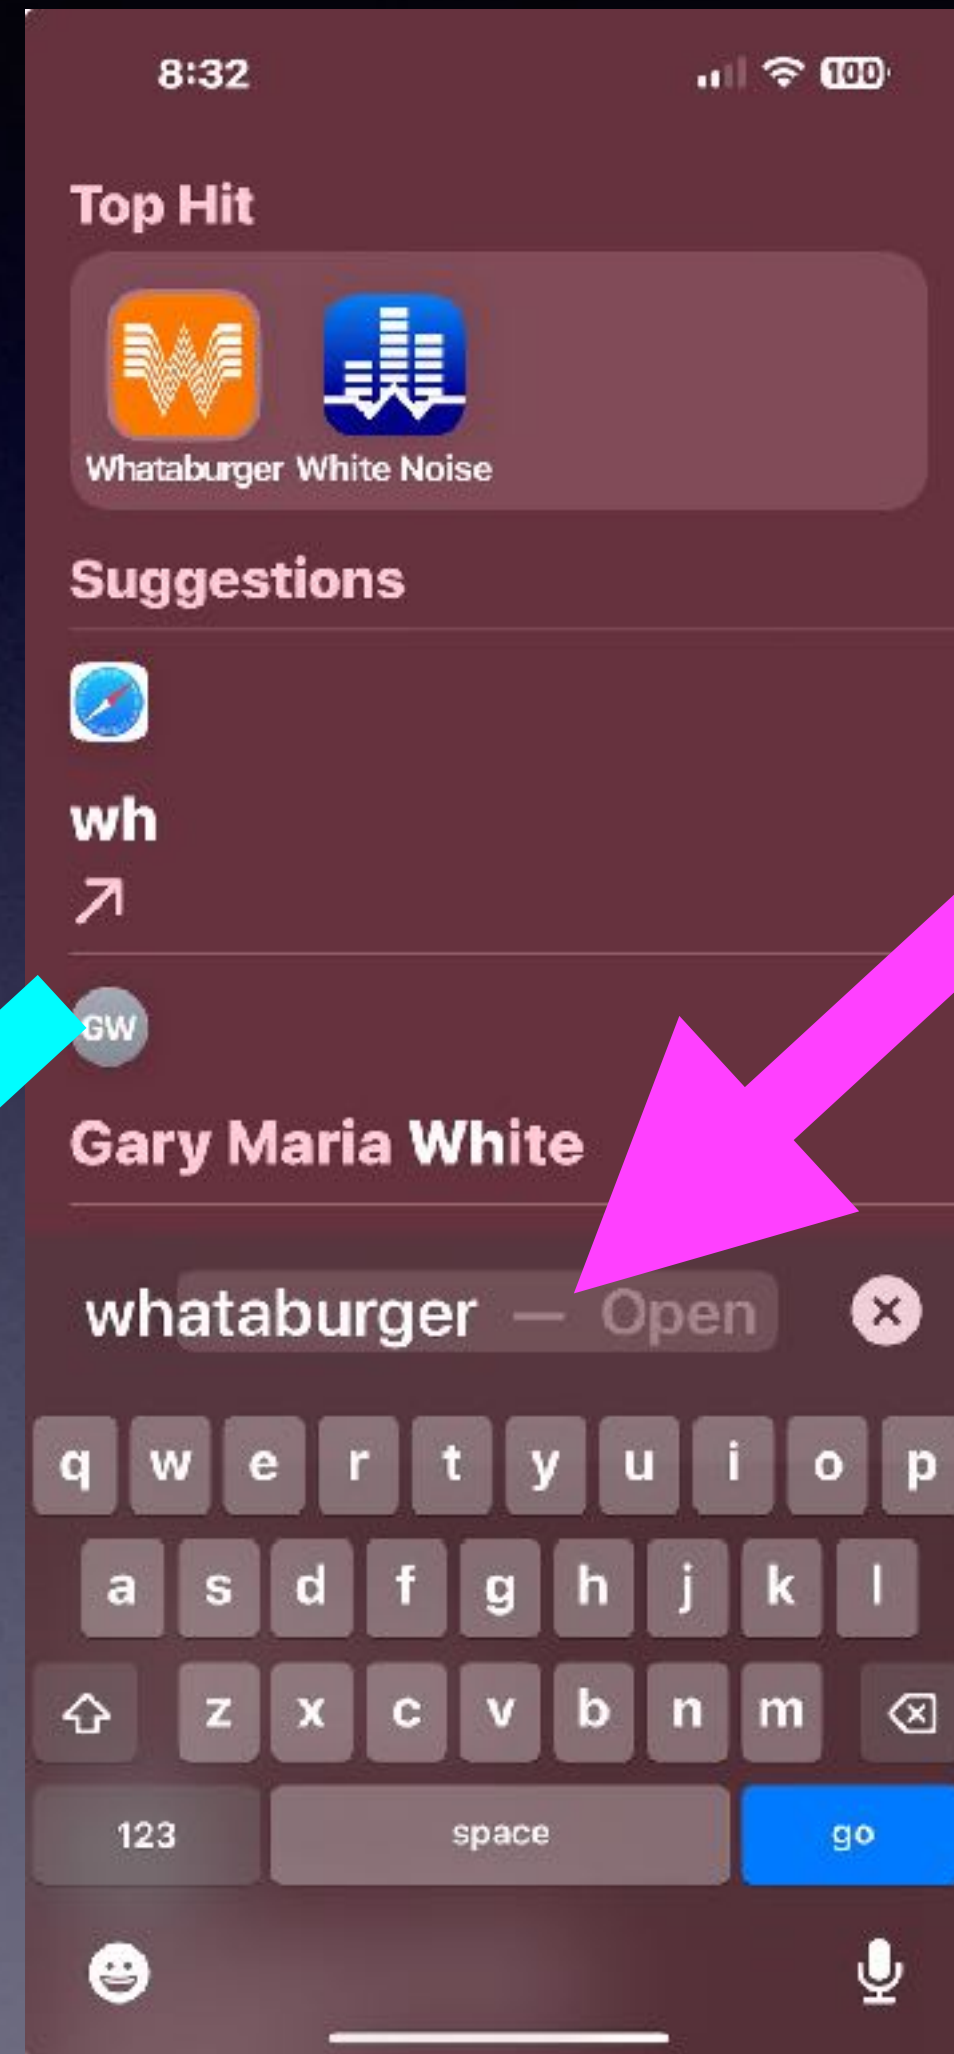 8:32
100
Top Hit
Whataburger White Noise
Suggestions
wh
GW
Gary Maria White
whataburger — Open
q w e r t y u i o p
a s d f g h j k l
z x c v b n m
123 space go